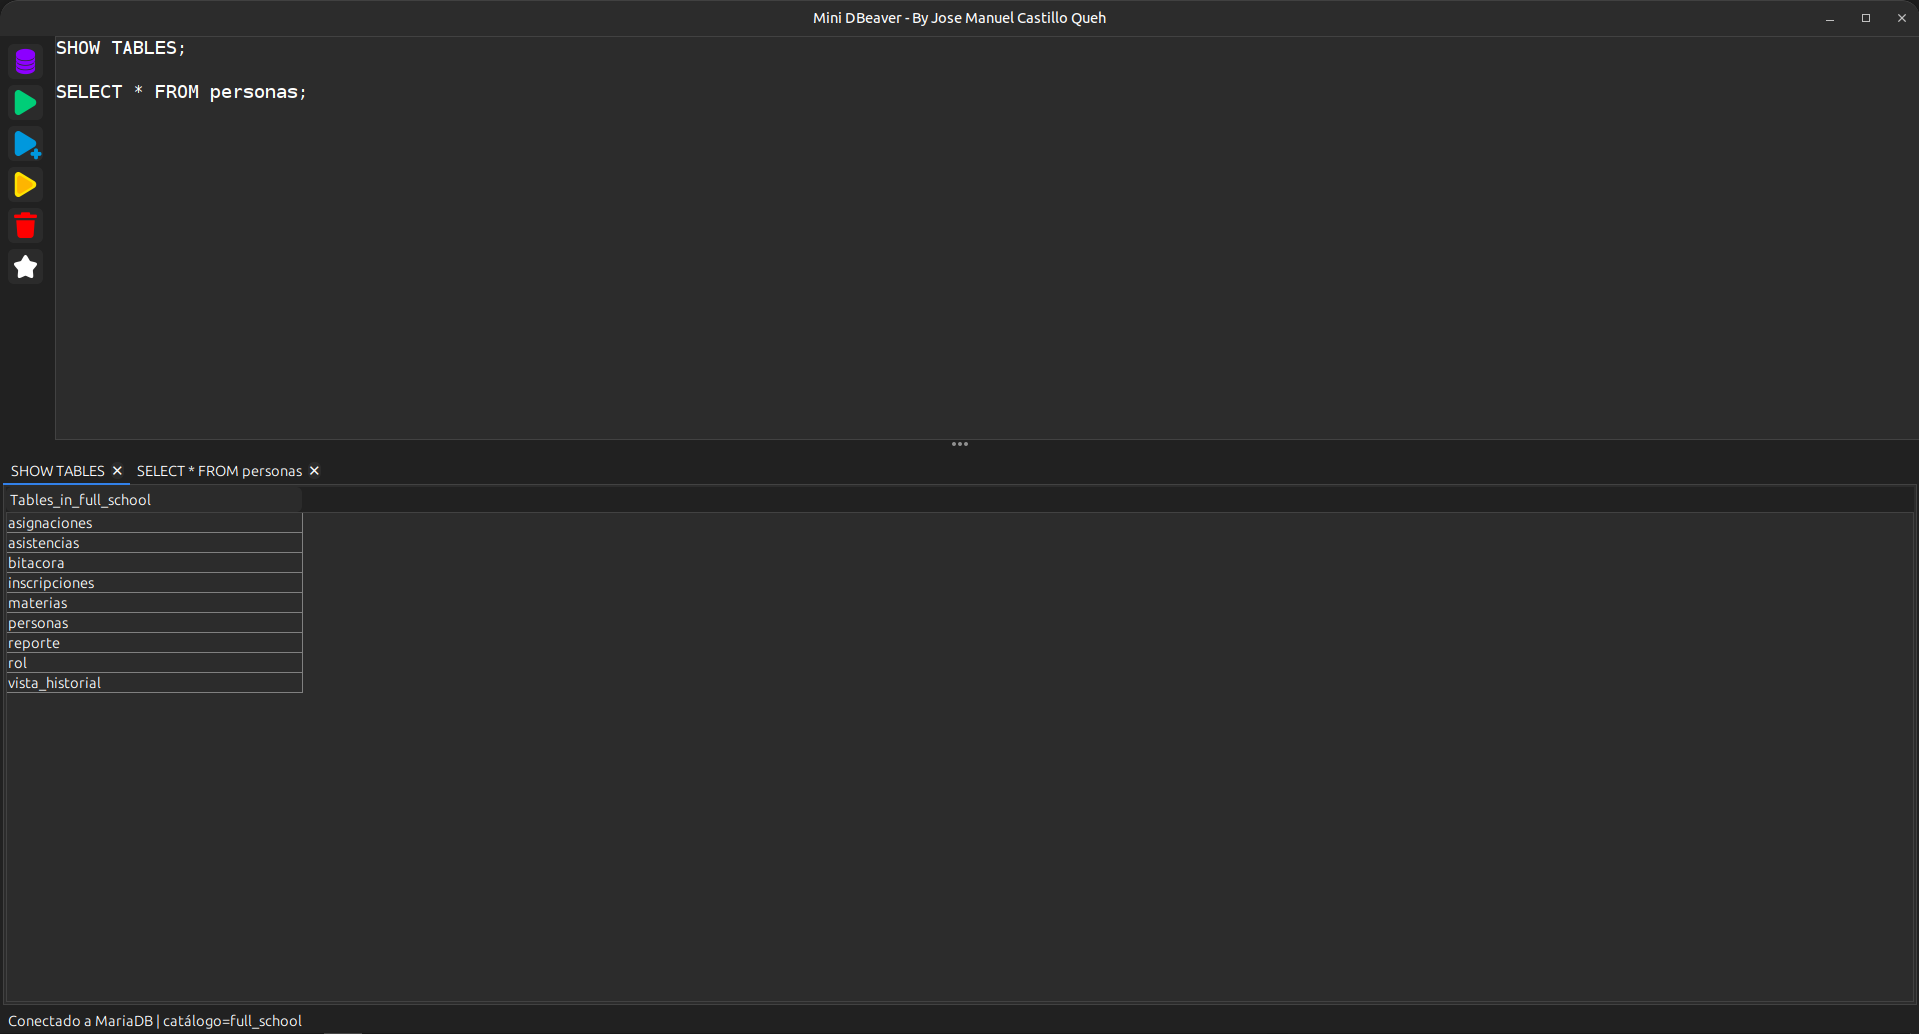 Mini DBeaver - By Jose Manuel Castillo Queh
SHOW TABLES;
SELECT * FROM personas;
SHOW TABLES
SELECT * FROM personas
Tables_in_full_school
asignaciones
asistencias
bitacora
inscripciones
materias
personas
reporte
rol
vista_historial
Conectado a MariaDB | catálogo=full_school